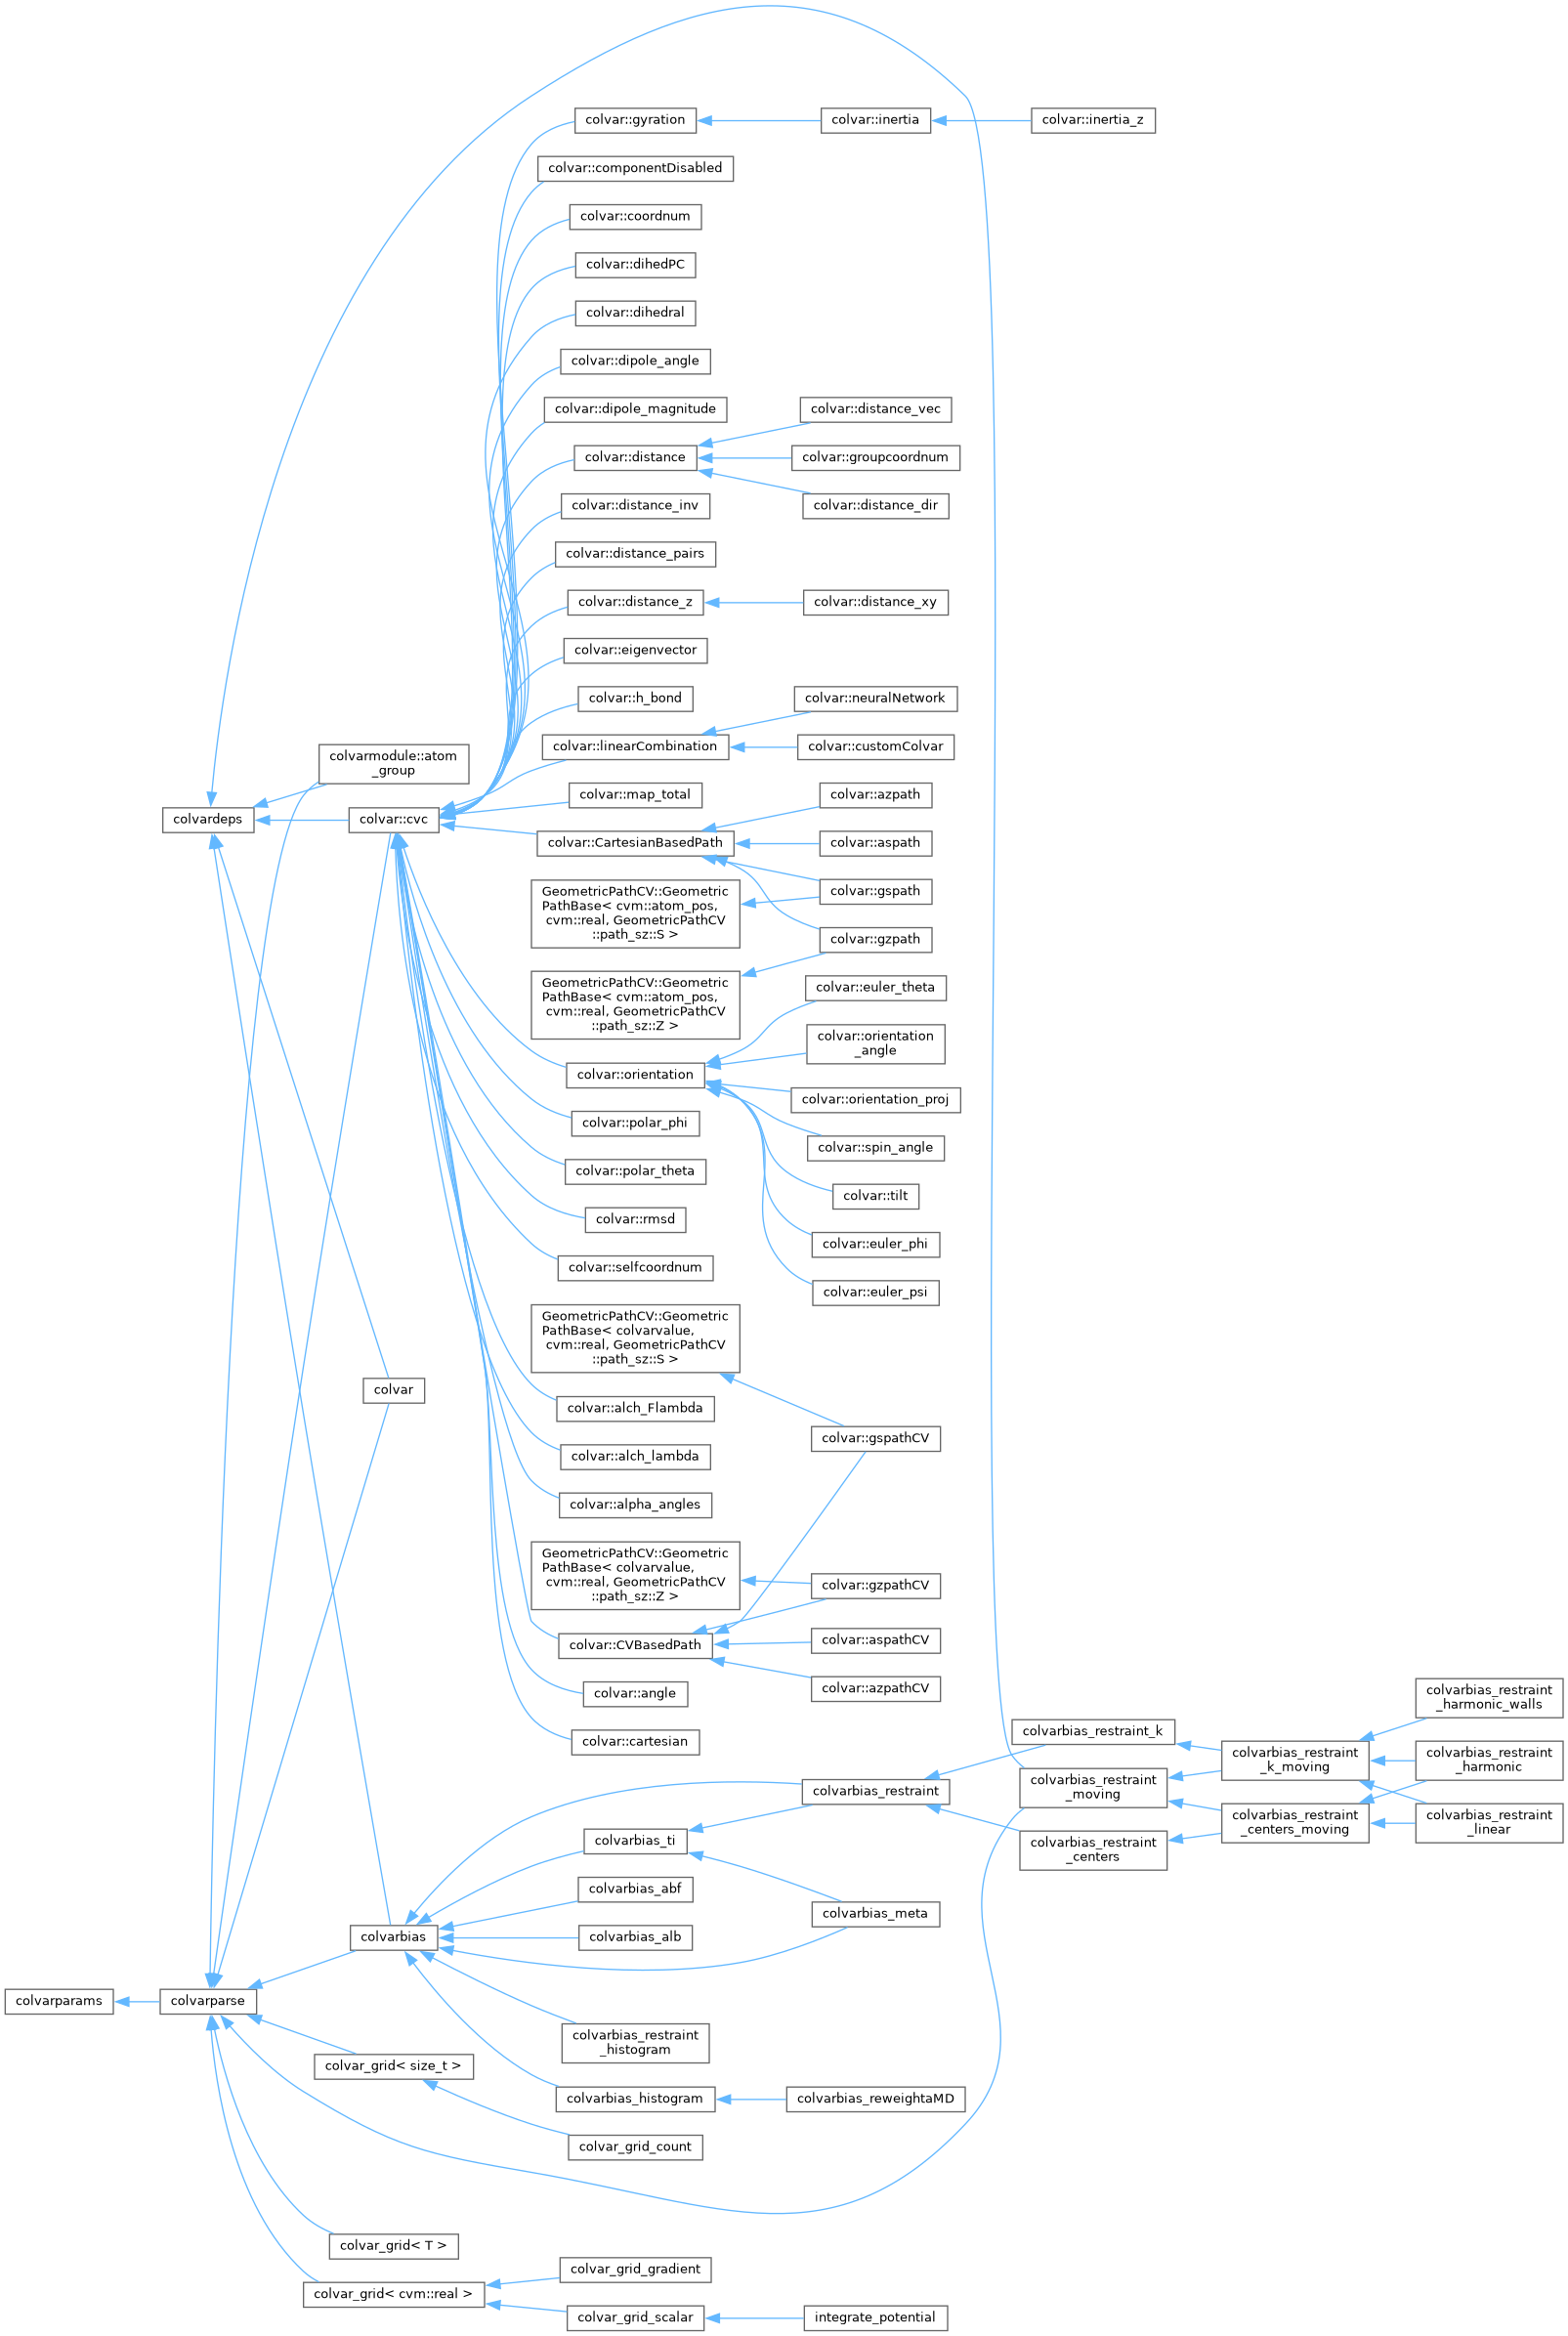 colvar::gyration
colvar::inertia
colvar::inertia_z
colvar::componentDisabled
colvar::coordnum
colvar::dihedPC
colvar::dihedral
colvar::dipole_angle
colvar::dipole_magnitude
colvar::distance_vec
colvar::distance
colvar::groupcoordnum
colvar::distance_inv
colvar::distance_dir
colvar::distance_pairs
colvar::distance_z
colvar::distance_xy
colvar::eigenvector
colvar::h_bond
colvar::neuralNetwork
colvar::linearCombination
colvar::customColvar
colvarmodule::atom
_group
colvar::map_total
colvar::azpath
colvardeps
colvar::cvc
colvar::CartesianBasedPath
colvar::aspath
GeometricPathCV::Geometric
PathBase< cvm::atom_pos,
cvm::real, GeometricPathCV
::path_sz::S >
colvar::gspath
colvar::gzpath
GeometricPathCV::Geometric
PathBase< cvm::atom_pos,
cvm::real, GeometricPathCV
::path_sz::Z >
colvar::euler_theta
colvar::orientation
_angle
colvar::orientation
colvar::orientation_proj
colvar::polar_phi
colvar::spin_angle
colvar::polar_theta
colvar::tilt
colvar::rmsd
colvar::euler_phi
colvar::selfcoordnum
colvar::euler_psi
GeometricPathCV::Geometric
PathBase< colvarvalue,
cvm::real, GeometricPathCV
::path_sz::S >
colvar
colvar::alch_Flambda
colvar::gspathCV
colvar::alch_lambda
colvar::alpha_angles
GeometricPathCV::Geometric
PathBase< colvarvalue,
cvm::real, GeometricPathCV
::path_sz::Z >
colvar::gzpathCV
colvar::CVBasedPath
colvar::aspathCV
colvar::angle
colvar::azpathCV
colvarbias_restraint
_harmonic_walls
colvar::cartesian
colvarbias_restraint_k
colvarbias_restraint
_k_moving
colvarbias_restraint
_harmonic
colvarbias_restraint
colvarbias_restraint
_moving
colvarbias_restraint
_centers_moving
colvarbias_restraint
_linear
colvarbias_ti
colvarbias_restraint
_centers
colvarbias_abf
colvarbias_meta
colvarbias
colvarbias_alb
colvarparams
colvarparse
colvarbias_restraint
_histogram
colvar_grid< size_t >
colvarbias_histogram
colvarbias_reweightaMD
colvar_grid_count
colvar_grid< T >
colvar_grid_gradient
colvar_grid< cvm::real >
colvar_grid_scalar
integrate_potential